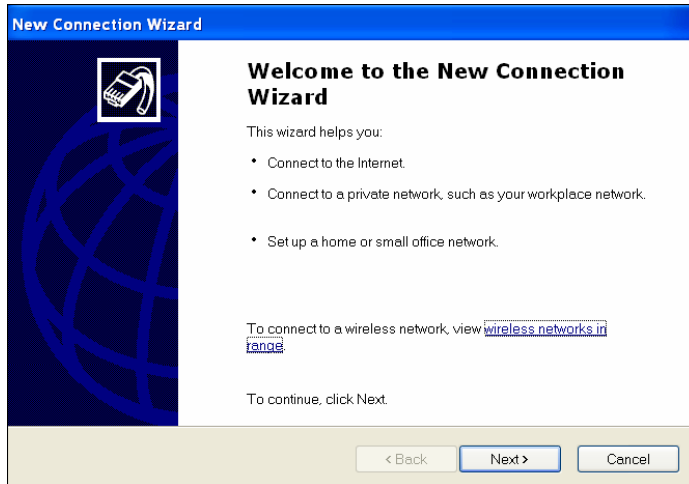 New Connection Wizard
Welcome to the New Connection
Wizard
This wizard helps you:
• Connect to the Internet.
• Connect to a private network, such as your workplace network.
• Set up a home or small office network.
To connect to a wireless network, view wireless networks in
range.
To continue, click Next.
< Back Next > Cancel